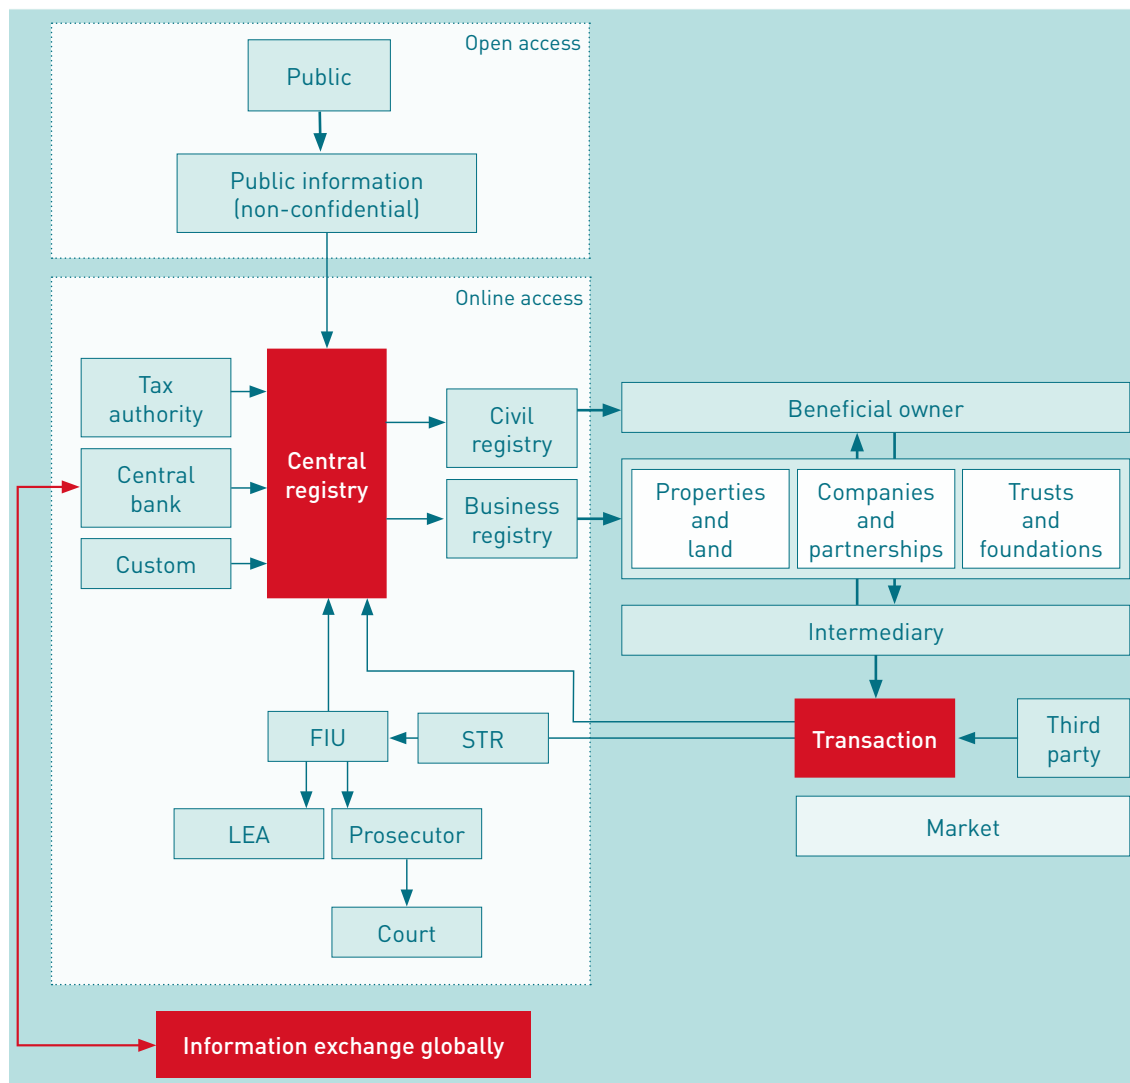 Open access
Public
Public information
(non-confidential)
Online access
Tax
authority
Central
bank
Custom
Central
registry
Civil
registry
Business
registry
Beneficial owner
Properties
and
land
Companies
and
partnerships
Trusts
and
foundations
Intermediary
FIU
STR
Transaction
Third
party
LEA
Prosecutor
Market
Court
Information exchange globally